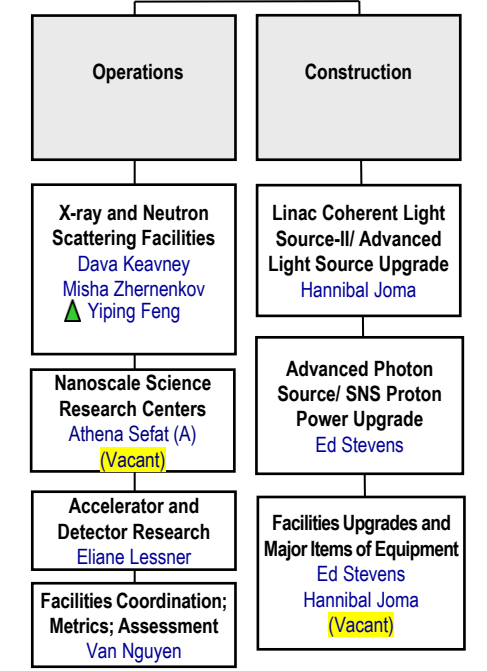 Operations
X-ray and Neutron
Scattering Facilities
Dava Keavney
Misha Zhernenkov
Yiping Feng
Nanoscale Science
Research Centers
Athena Sefat (A)
(Vacant)
Accelerator and
Detector Research
Eliane Lessner
Facilities Coordination;
Metrics; Assessment
Van Nguyen
Construction
Linac Coherent Light
Source-II/ Advanced
Light Source Upgrade
Hannibal Joma
Advanced Photon
Source/ SNS Proton
Power Upgrade
Ed Stevens
Facilities Upgrades and
Major Items of Equipment
Ed Stevens
Hannibal Joma
(Vacant)